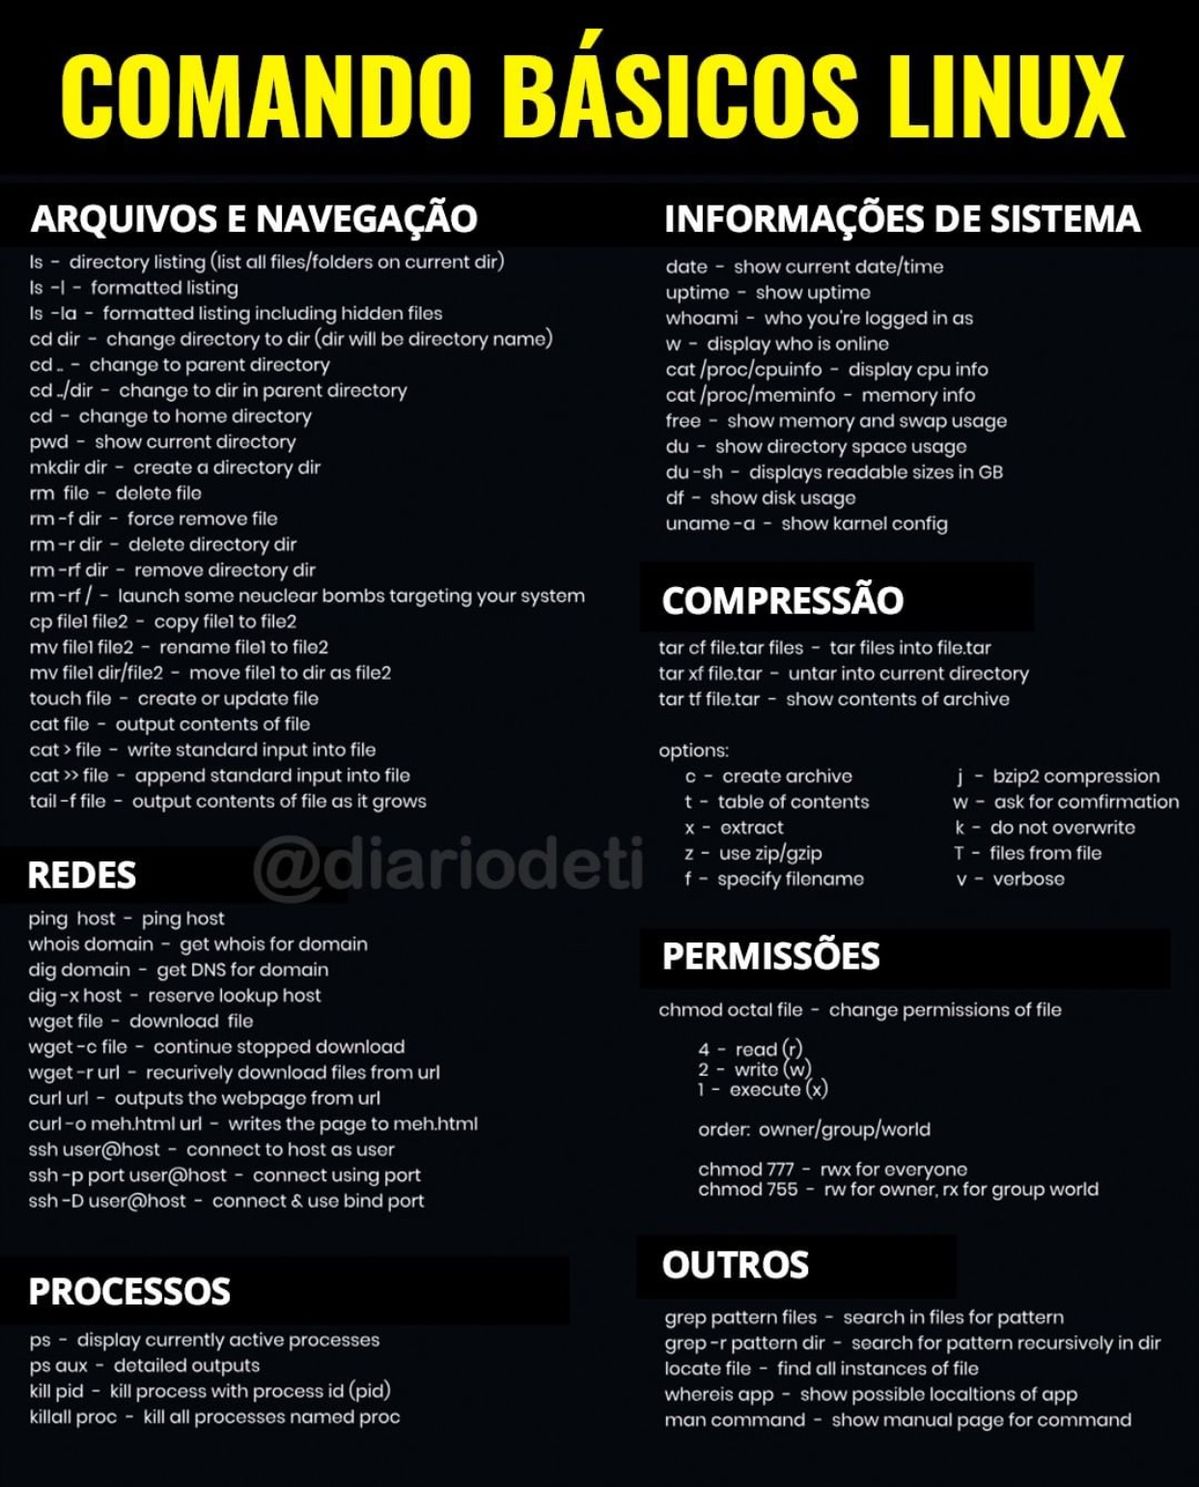 COMANDO BÁSICOS LINUX
ARQUIVOS E NAVEGAÇÃO
ls - directory listing (list all files/folders on current dir)
ls -l - formatted listing
ls -la - formatted listing including hidden files
cd dir - change directory to dir (dir will be directory name)
cd .. - change to parent directory
cd ../dir - change to dir in parent directory
cd - change to home directory
pwd - show current directory
mkdir dir - create a directory dir
rm file - delete file
rm -f dir - force remove file
rm -r dir - delete directory dir
rm -rf dir - remove directory dir
rm -rf / - launch some neuclear bombs targeting your system
cp file1 file2 - copy file1 to file2
mv file1 file2 - rename file1 to file2
mv file1 dir/file2 - move file1 to dir as file2
touch file - create or update file
cat file - output contents of file
cat > file - write standard input into file
cat >> file - append standard input into file
tail -f file - output contents of file as it grows
@diariodeti
REDES
ping host - ping host
whois domain - get whois for domain
dig domain - get DNS for domain
dig -x host - reserve lookup host
wget file - download file
wget -c file - continue stopped download
wget -r url - recurively download files from url
curl url - outputs the webpage from url
curl -o meh.html url - writes the page to meh.html
ssh user@host - connect to host as user
ssh -p port user@host - connect using port
ssh -D user@host - connect & use bind port
PROCESSOS
ps - display currently active processes
ps aux - detailed outputs
kill pid - kill process with process id (pid)
killall proc - kill all processes named proc
INFORMAÇÕES DE SISTEMA
date - show current date/time
uptime - show uptime
whoami - who you're logged in as
w - display who is online
cat /proc/cpuinfo - display cpu info
cat /proc/meminfo - memory info
free - show memory and swap usage
du - show directory space usage
du -sh - displays readable sizes in GB
df - show disk usage
uname -a - show karnel config
COMPRESSÃO
tar cf file.tar files - tar files into file.tar
tar xf file.tar - untar into current directory
tar tf file.tar - show contents of archive
options:
c - create archive
t - table of contents
x - extract
z - use zip/gzip
f - specify filename
j - bzip2 compression
w - ask for comfirmation
k - do not overwrite
T - files from file
v - verbose
PERMISSÕES
chmod octal file - change permissions of file
4 - read (r)
2 - write (w)
1 - execute (x)
order: owner/group/world
chmod 777 - rwx for everyone
chmod 755 - rw for owner, rx for group world
OUTROS
grep pattern files - search in files for pattern
grep -r pattern dir - search for pattern recursively in dir
locate file - find all instances of file
whereis app - show possible localtions of app
man command - show manual page for command